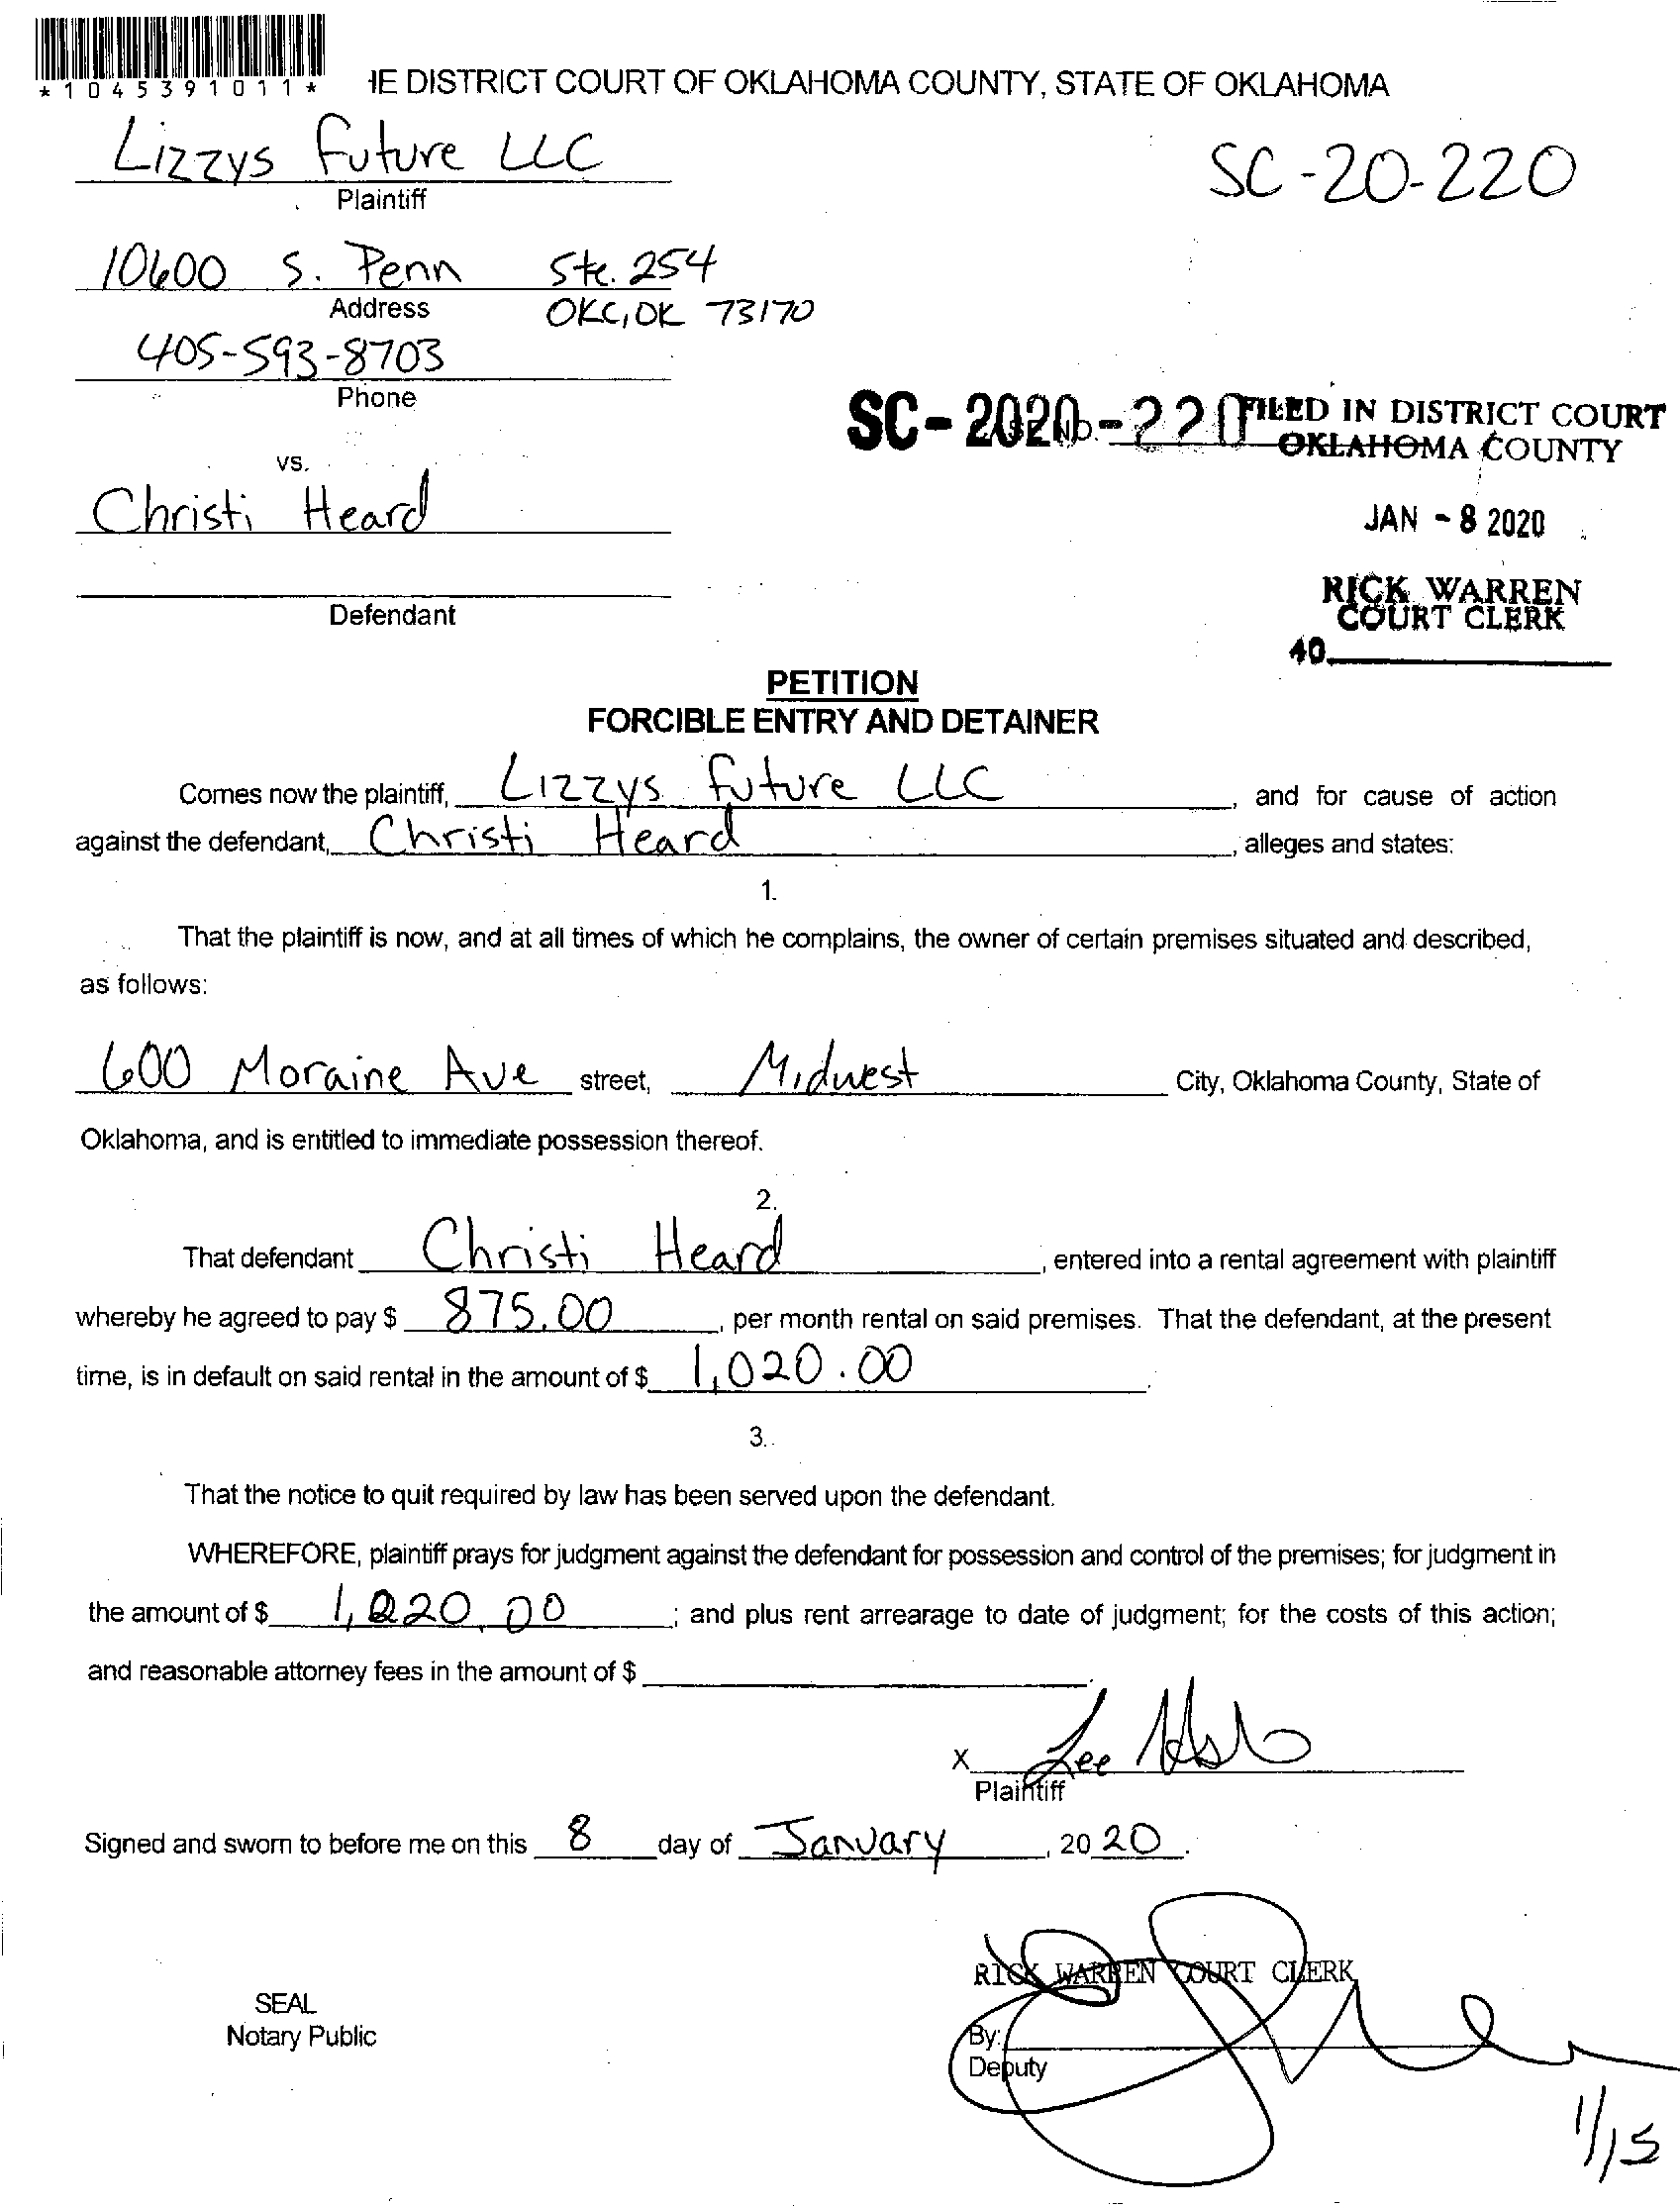 *1045391011*
IE DISTRICT COURT OF OKLAHOMA COUNTY, STATE OF OKLAHOMA
Lizzys Future LLC
Plaintiff
SC-20-220
10600 S. Penn Ste. 254
Address
OKC, OK 73170
405-593-8703
Phone
SC-2020-220
FILED IN DISTRICT COURT
OKLAHOMA COUNTY
vs.
Christi Heard
JAN - 8 2020
Defendant
RICK WARREN
COURT CLERK
40
PETITION
FORCIBLE ENTRY AND DETAINER
Comes now the plaintiff, Lizzys Future LLC, and for cause of action
against the defendant, Christi Heard, alleges and states:
1.
That the plaintiff is now, and at all times of which he complains, the owner of certain premises situated and described,
as follows:
600 Moraine Ave street, Midwest City, Oklahoma County, State of
Oklahoma, and is entitled to immediate possession thereof.
2.
That defendant Christi Heard, entered into a rental agreement with plaintiff
whereby he agreed to pay $ 875.00, per month rental on said premises. That the defendant, at the present
time, is in default on said rental in the amount of $ 1,020.00.
3.
That the notice to quit required by law has been served upon the defendant.
WHEREFORE, plaintiff prays for judgment against the defendant for possession and control of the premises; for judgment in
the amount of $ 1,020.00; and plus rent arrearage to date of judgment; for the costs of this action;
and reasonable attorney fees in the amount of $ .
X Lee
Plaintiff
Signed and sworn to before me on this 8 day of January, 2020.
RICK WARREN COURT CLERK
SEAL
Notary Public
By:
Deputy
1/15